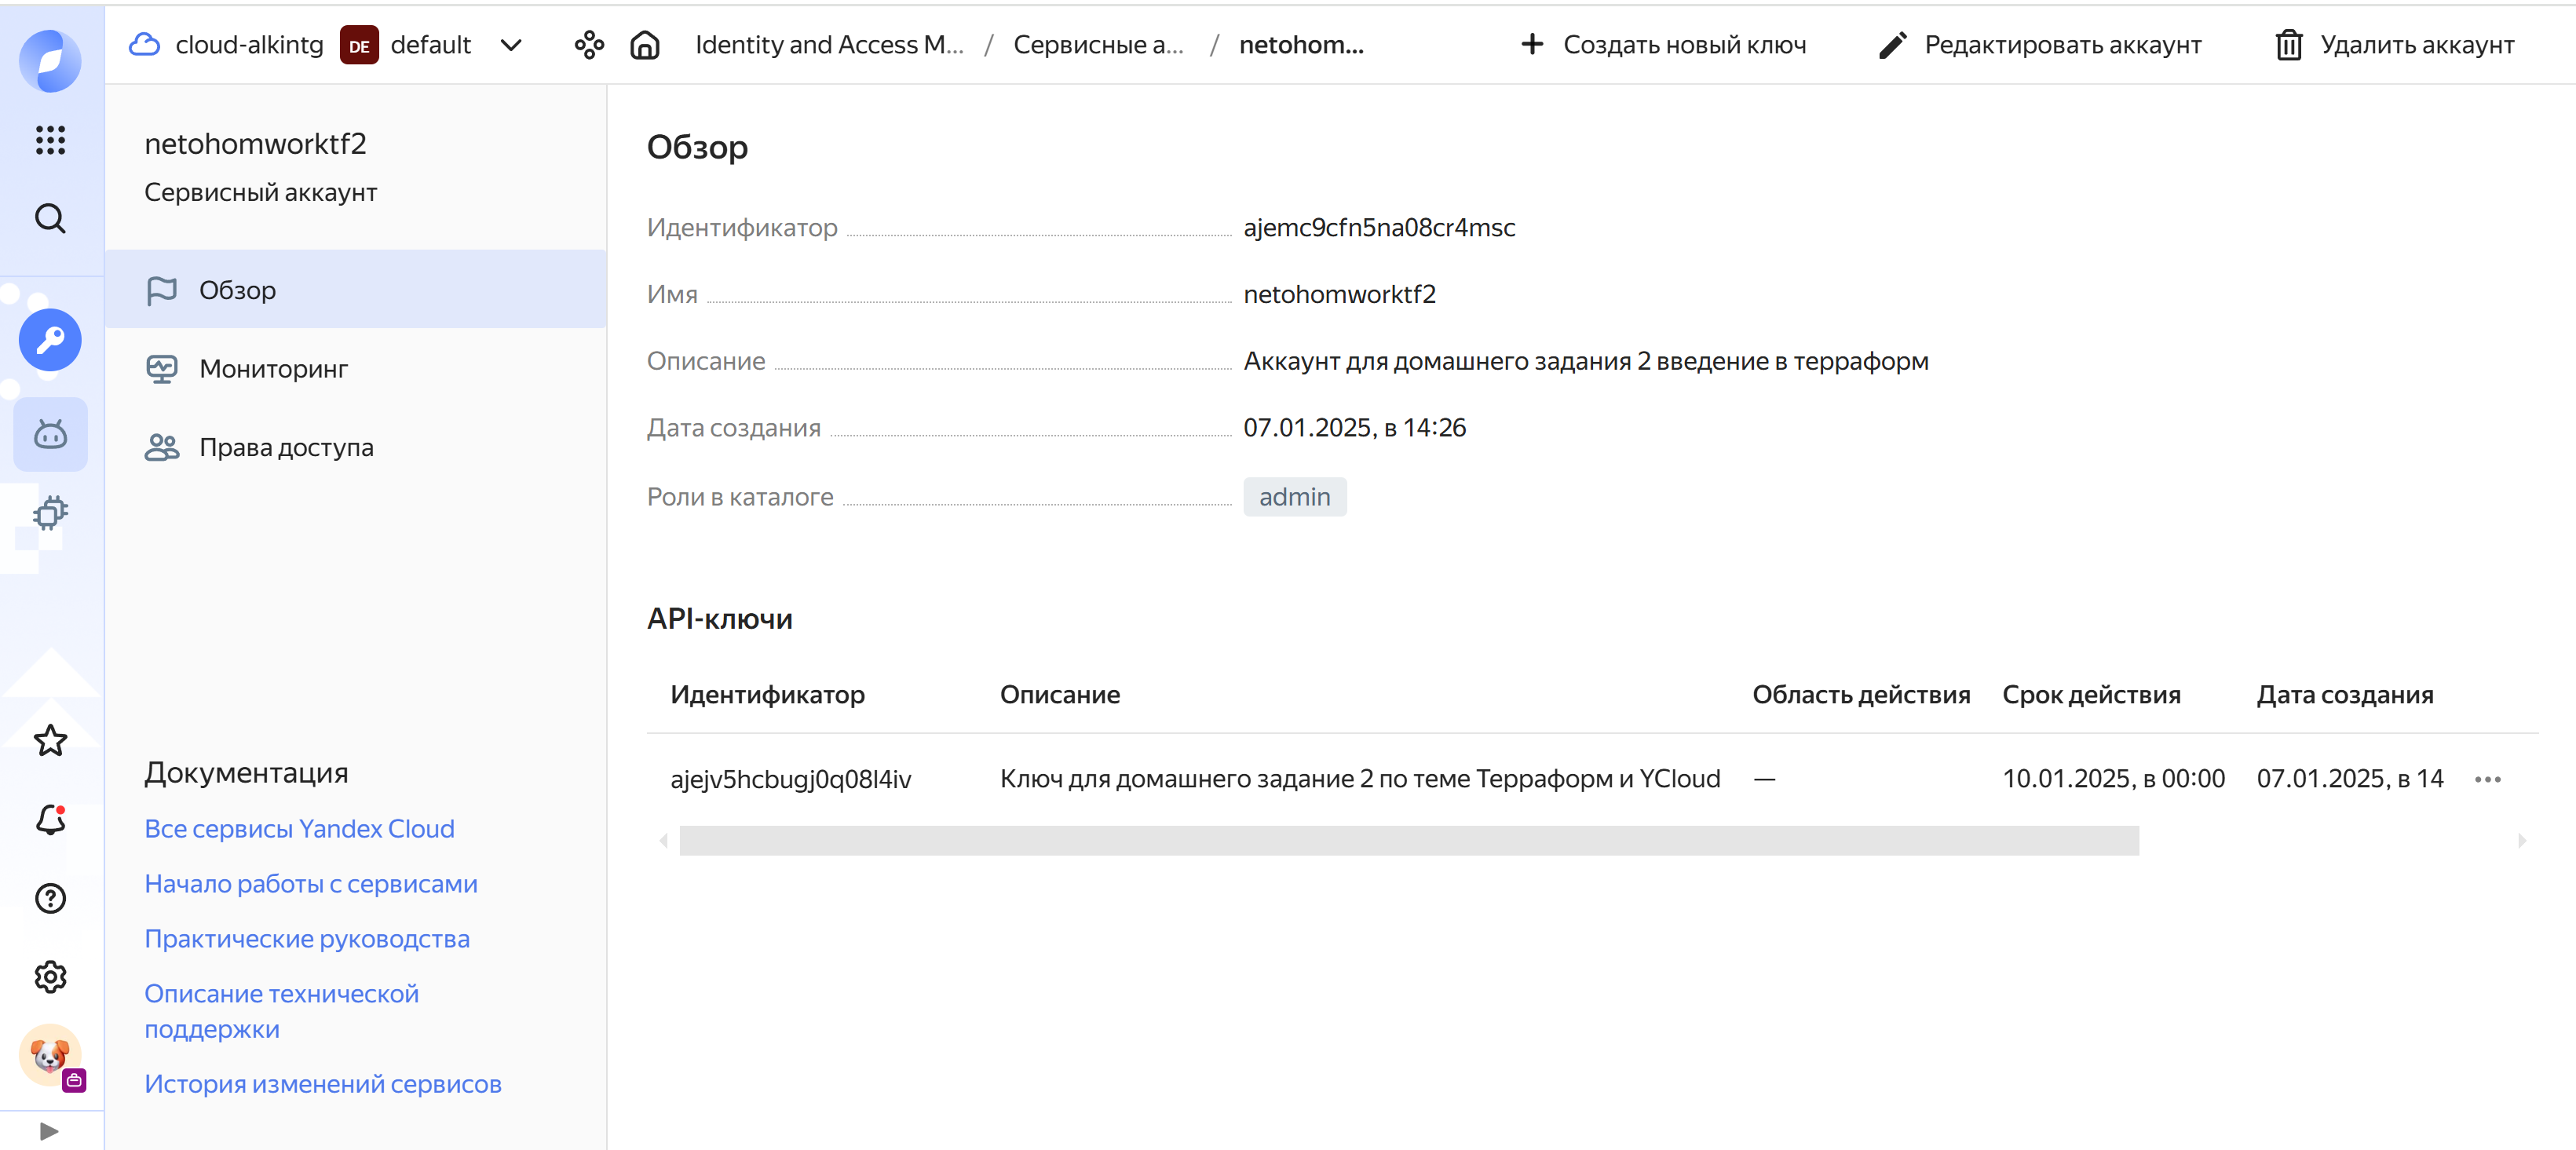 cloud-alkintg DE default Identity and Access M... / Сервисные а... / netohom... Создать новый ключ Редактировать аккаунт Удалить аккаунт
netohomworktf2
Сервисный аккаунт
Обзор
Мониторинг
Права доступа
Документация
Все сервисы Yandex Cloud
Начало работы с сервисами
Практические руководства
Описание технической
поддержки
История изменений сервисов
Обзор
Идентификатор ajemc9cfn5na08cr4msc
Имя netohomworktf2
Описание Аккаунт для домашнего задания 2 введение в терраформ
Дата создания 07.01.2025, в 14:26
Роли в каталоге admin
API-ключи
Идентификатор Описание Область действия Срок действия Дата создания
ajejv5hcbugj0q08l4iv Ключ для домашнего задание 2 по теме Терраформ и YCloud — 10.01.2025, в 00:00 07.01.2025, в 14